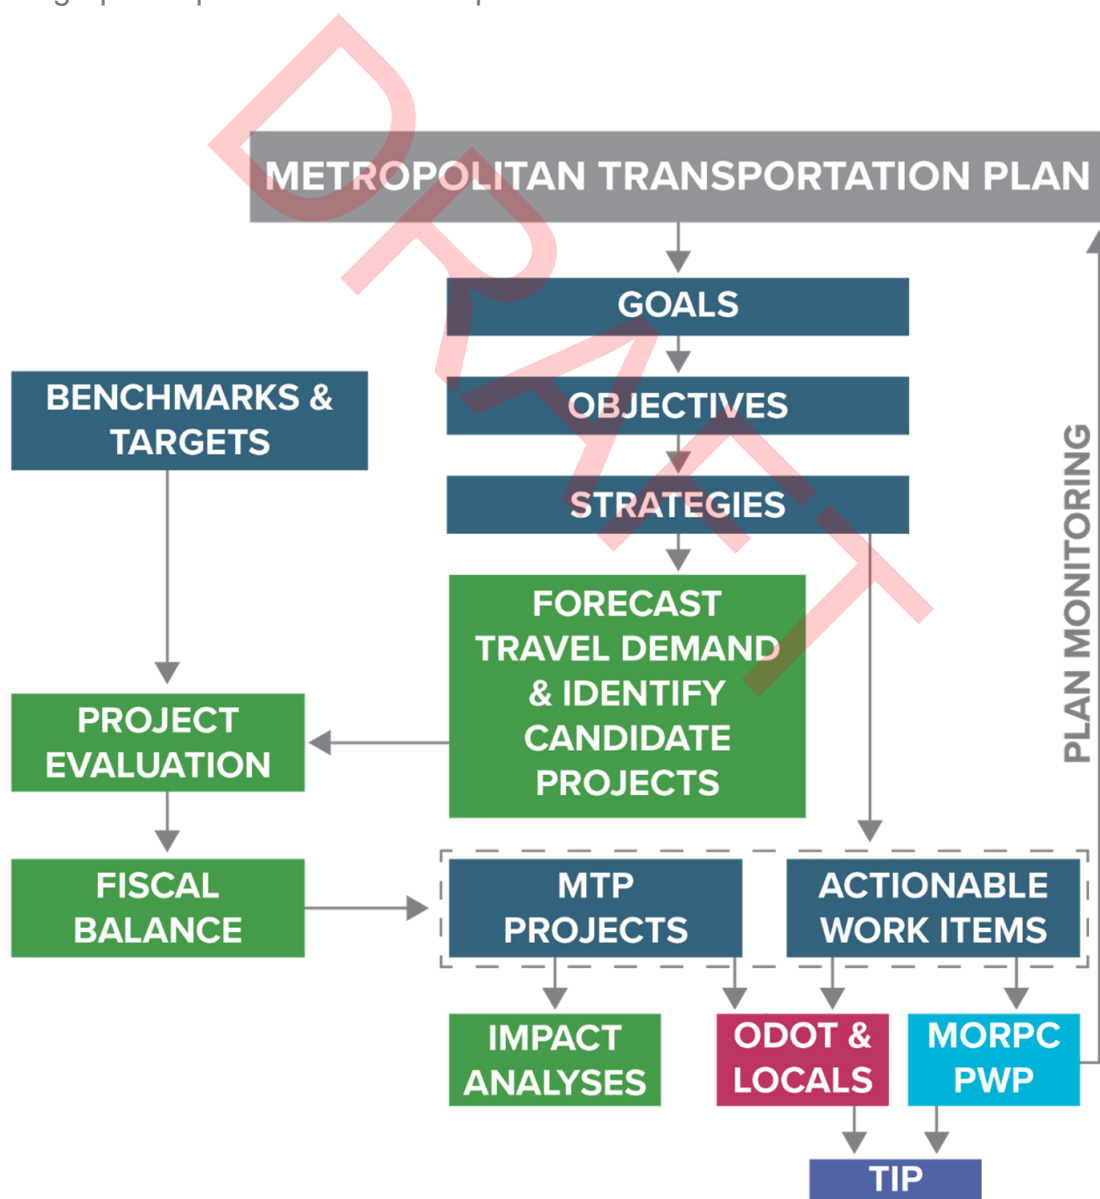 METROPOLITAN TRANSPORTATION PLAN
GOALS
BENCHMARKS &
TARGETS
OBJECTIVES
STRATEGIES
FORECAST
TRAVEL DEMAND
& IDENTIFY
CANDIDATE
PROJECTS
PLAN MONITORING
PROJECT
EVALUATION
FISCAL
BALANCE
MTP
PROJECTS
ACTIONABLE
WORK ITEMS
IMPACT
ANALYSES
ODOT &
LOCALS
MORPC
PWP
TIP
DRAFT